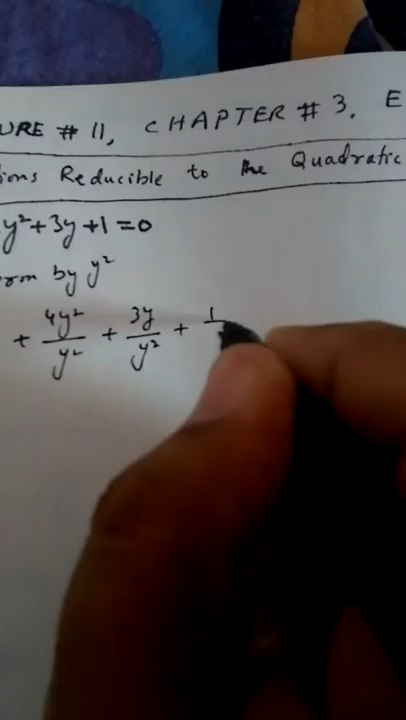 URE # 11, CHAPTER # 3. E
ions Reducible to the Quadratic
y²+3y+1=0
rm by y²
+ 4y²/y² + 3y/y² + 1